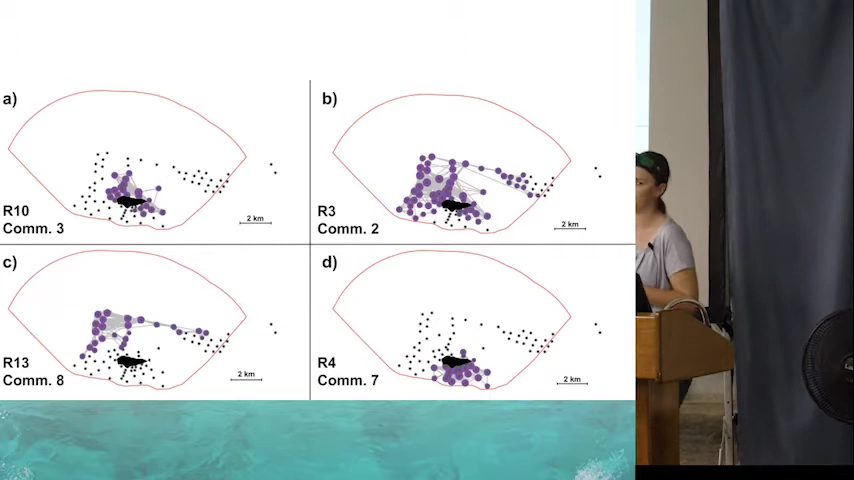 a)
R10
Comm. 3
2 km
b)
R3
Comm. 2
2 km
c)
R13
Comm. 8
2 km
d)
R4
Comm. 7
2 km